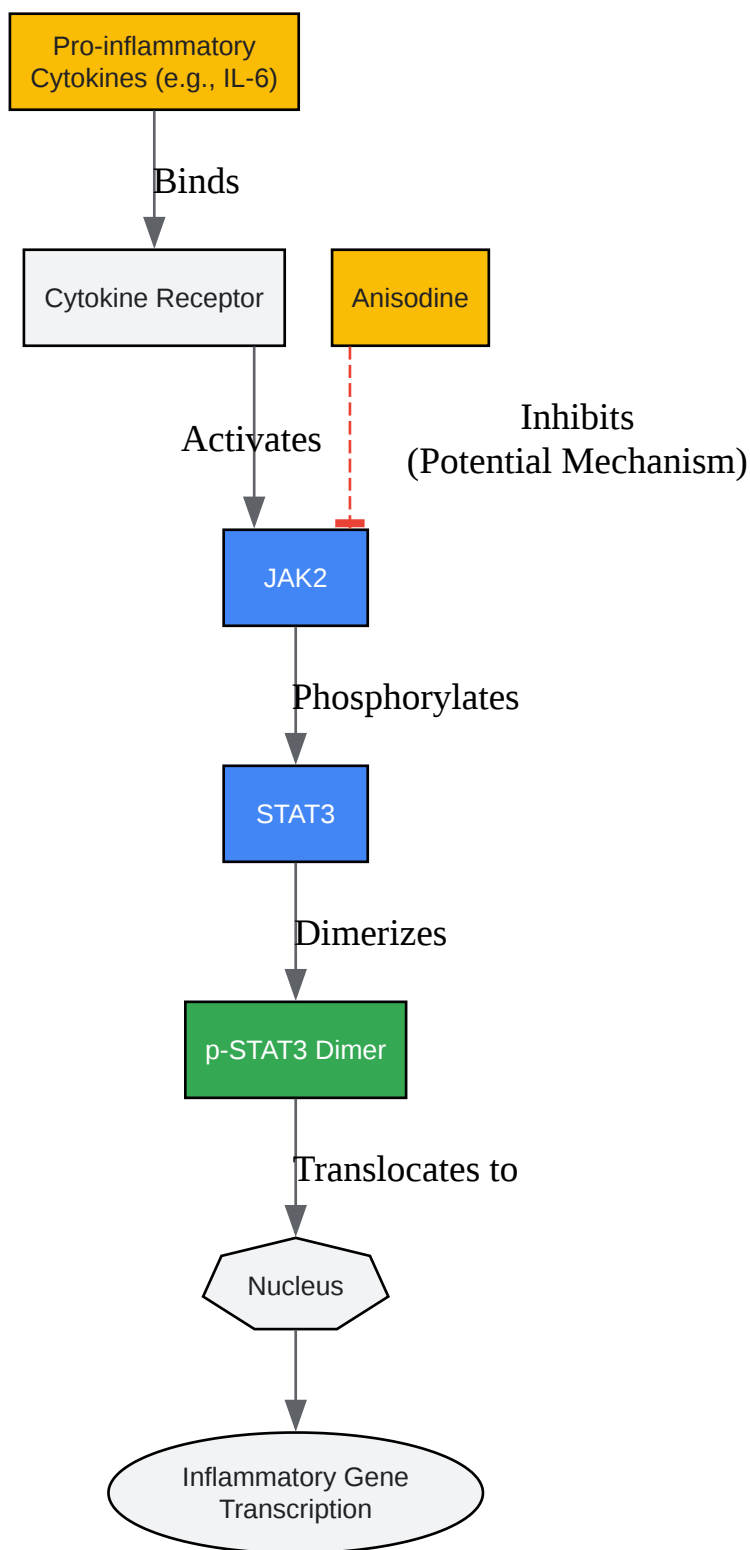 Pro-inflammatory
Cytokines (e.g., IL-6)
Binds
Cytokine Receptor
Anisodine
Activates
Inhibits
(Potential Mechanism)
JAK2
Phosphorylates
STAT3
Dimerizes
p-STAT3 Dimer
Translocates to
Nucleus
Inflammatory Gene
Transcription